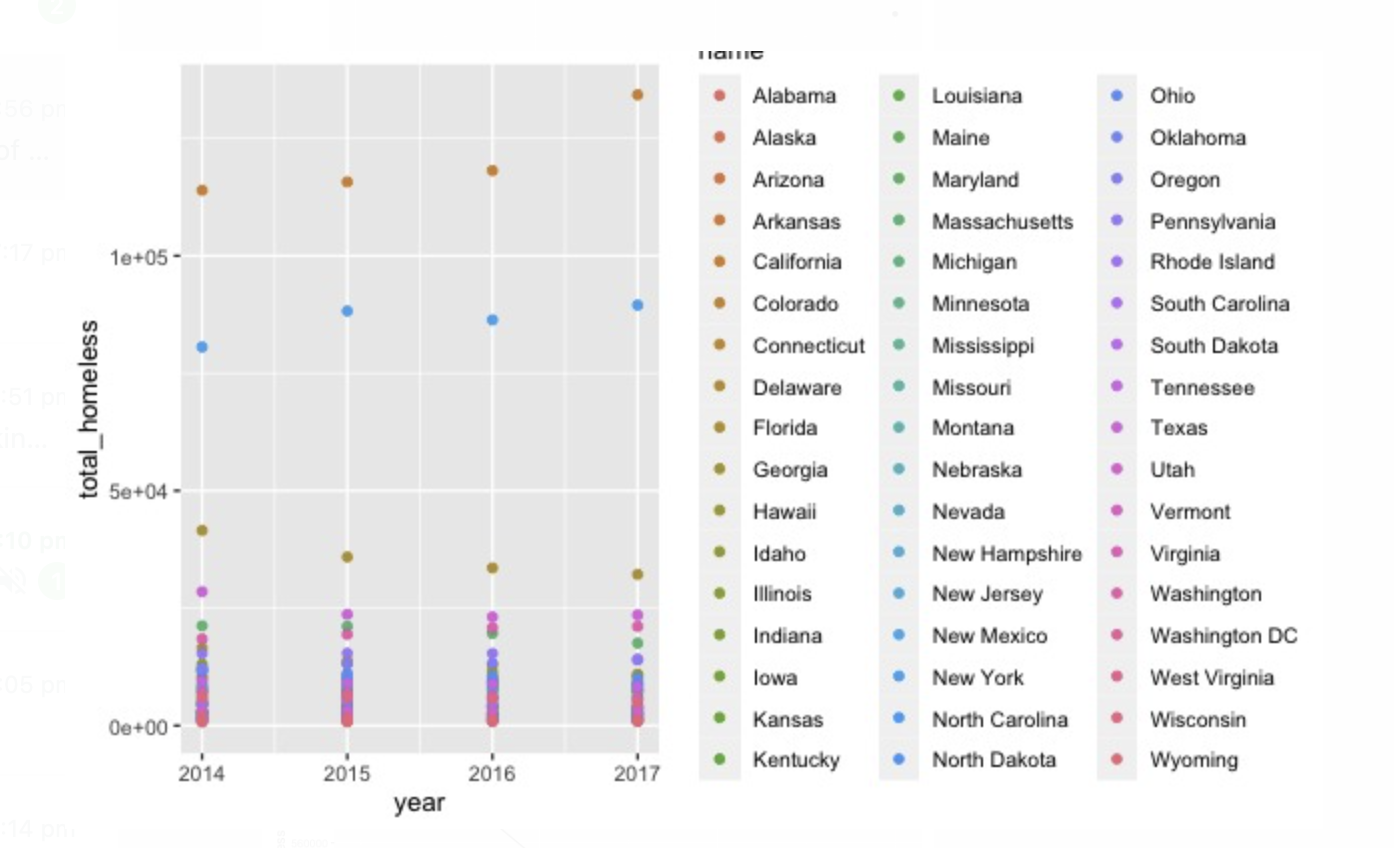 name
Alabama
Alaska
Arizona
Arkansas
California
Colorado
Connecticut
Delaware
Florida
Georgia
Hawaii
Idaho
Illinois
Indiana
Iowa
Kansas
Kentucky
Louisiana
Maine
Maryland
Massachusetts
Michigan
Minnesota
Mississippi
Missouri
Montana
Nebraska
Nevada
New Hampshire
New Jersey
New Mexico
New York
North Carolina
North Dakota
Ohio
Oklahoma
Oregon
Pennsylvania
Rhode Island
South Carolina
South Dakota
Tennessee
Texas
Utah
Vermont
Virginia
Washington
Washington DC
West Virginia
Wisconsin
Wyoming
total_homeless
1e+05
5e+04
0e+00
2014
2015
2016
2017
year